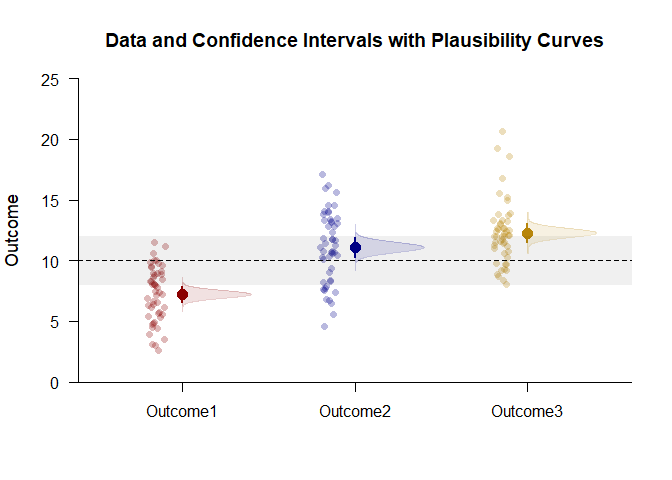 Data and Confidence Intervals with Plausibility Curves
25
20
15
10
5
0
Outcome
Outcome1 Outcome2 Outcome3